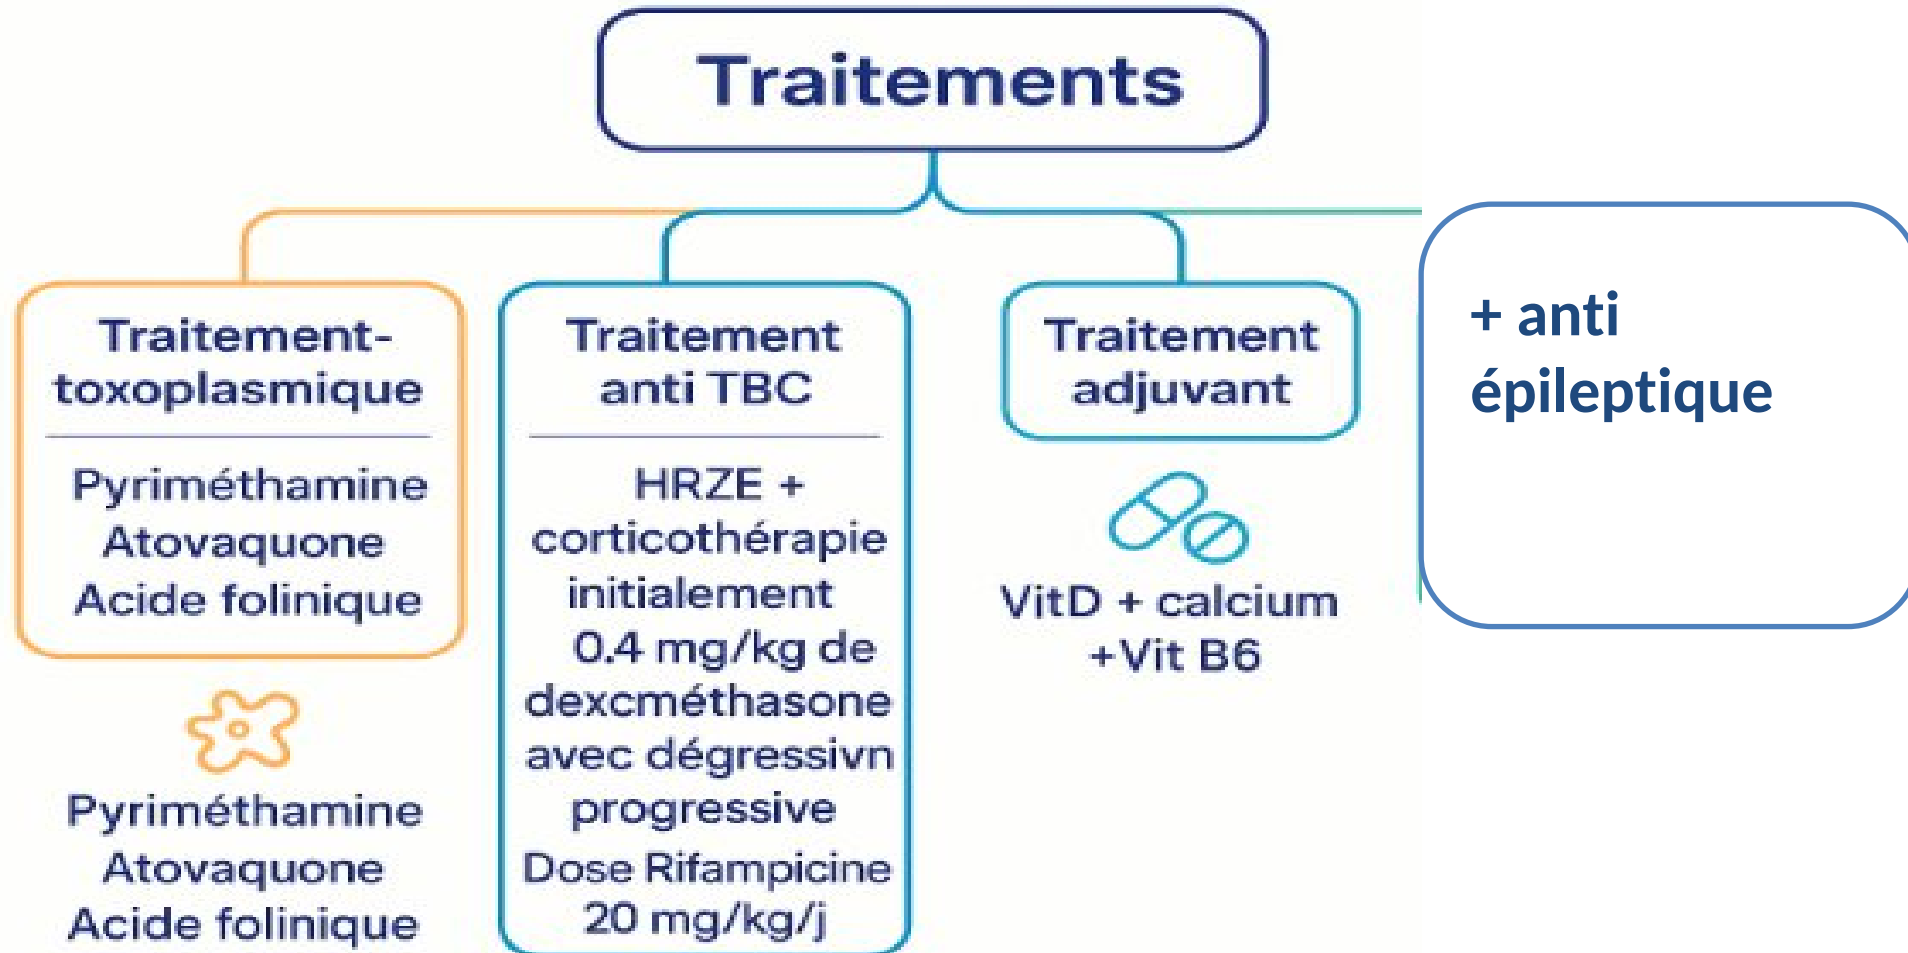 Traitements
Traitement-
toxoplasmique
Pyriméthamine
Atovaquone
Acide folinique
Pyriméthamine
Atovaquone
Acide folinique
Traitement
anti TBC
HRZE +
corticothérapie
initialement
0.4 mg/kg de
dexcméthasone
avec dégressivn
progressive
Dose Rifampicine
20 mg/kg/j
Traitement
adjuvant
VitD + calcium
+Vit B6
+ anti
épileptique